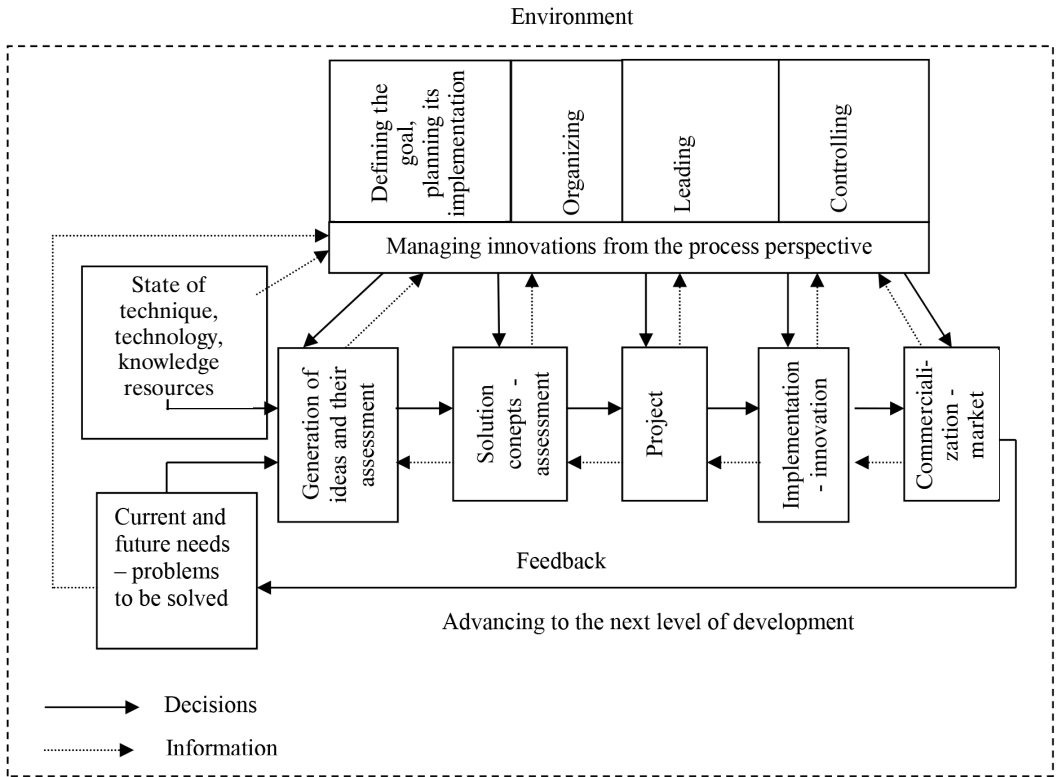 Environment
Defining the
goal,
planning its
implementation
Organizing
Leading
Controlling
Managing innovations from the process perspective
State of
technique,
technology,
knowledge
resources
Generation of
ideas and their
assessment
Solution
conepts -
assessment
Project
Implementation
- innovation
Commerciali-
zation -
market
Current and
future needs
– problems
to be solved
Feedback
Advancing to the next level of development
Decisions
Information